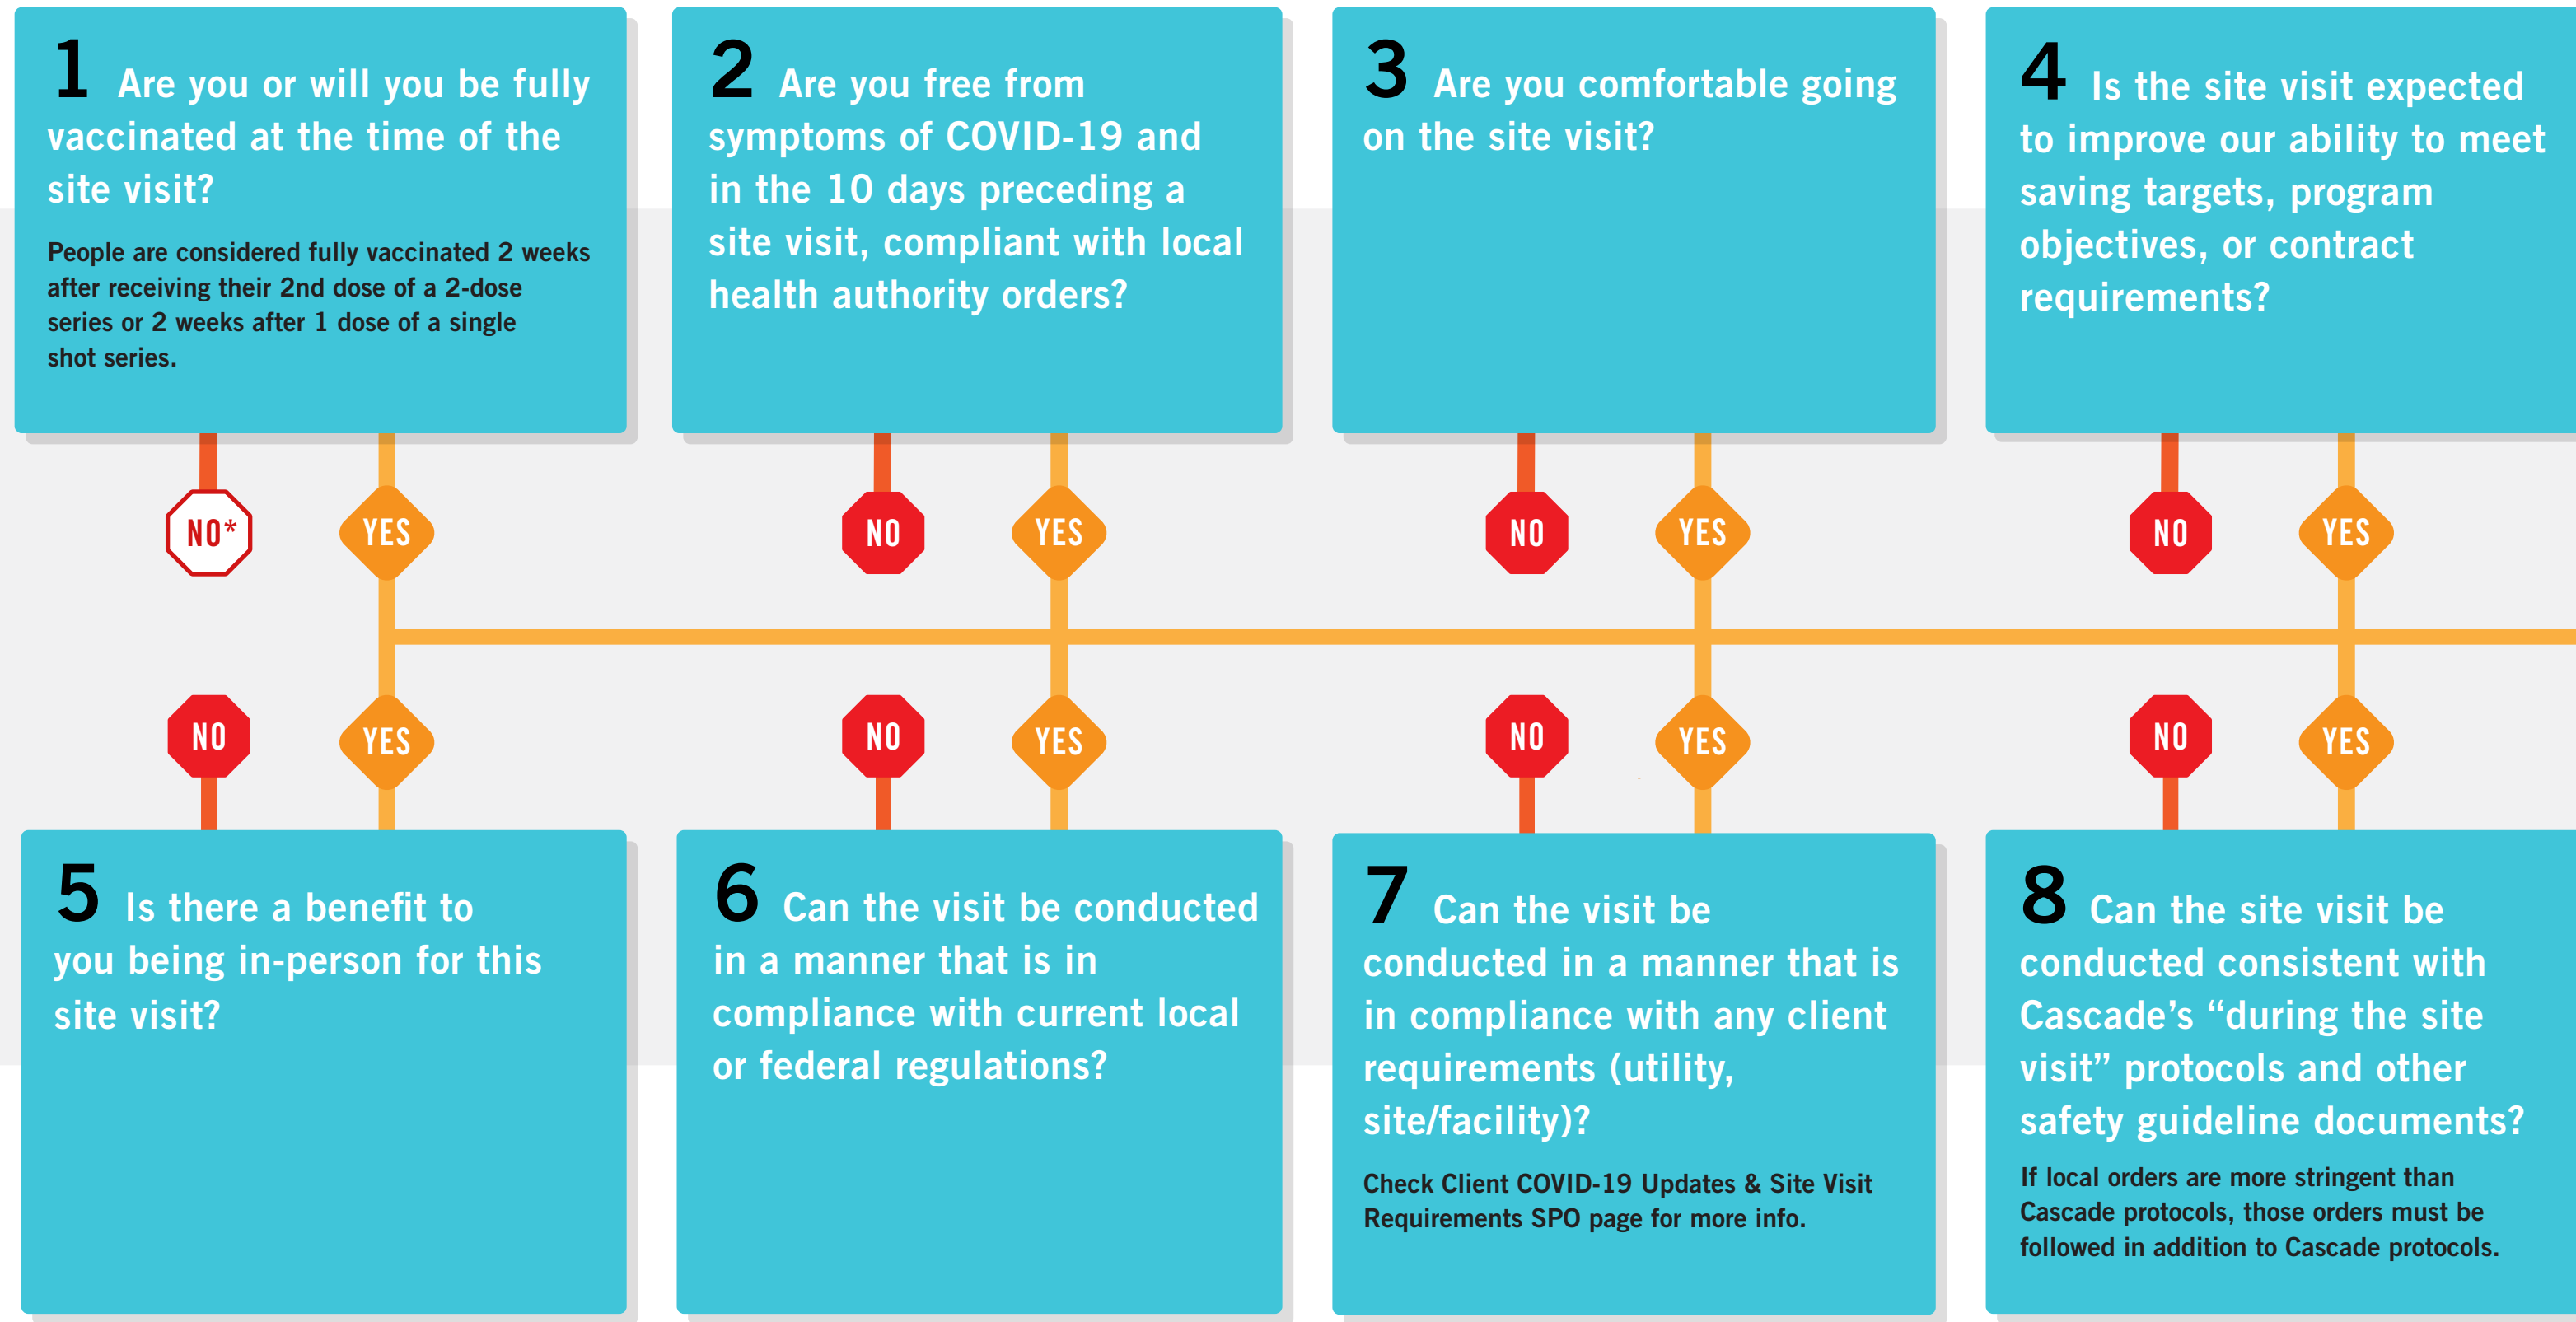 1 Are you or will you be fully
vaccinated at the time of the
site visit?
People are considered fully vaccinated 2 weeks
after receiving their 2nd dose of a 2-dose
series or 2 weeks after 1 dose of a single
shot series.
2 Are you free from
symptoms of COVID-19 and
in the 10 days preceding a
site visit, compliant with local
health authority orders?
3 Are you comfortable going
on the site visit?
4 Is the site visit expected
to improve our ability to meet
saving targets, program
objectives, or contract
requirements?
NO*
YES
NO
YES
NO
YES
NO
YES
NO
YES
NO
YES
NO
YES
NO
YES
5 Is there a benefit to
you being in-person for this
site visit?
6 Can the visit be conducted
in a manner that is in
compliance with current local
or federal regulations?
7 Can the visit be
conducted in a manner that is
in compliance with any client
requirements (utility,
site/facility)?
Check Client COVID-19 Updates & Site Visit
Requirements SPO page for more info.
8 Can the site visit be
conducted consistent with
Cascade’s “during the site
visit” protocols and other
safety guideline documents?
If local orders are more stringent than
Cascade protocols, those orders must be
followed in addition to Cascade protocols.